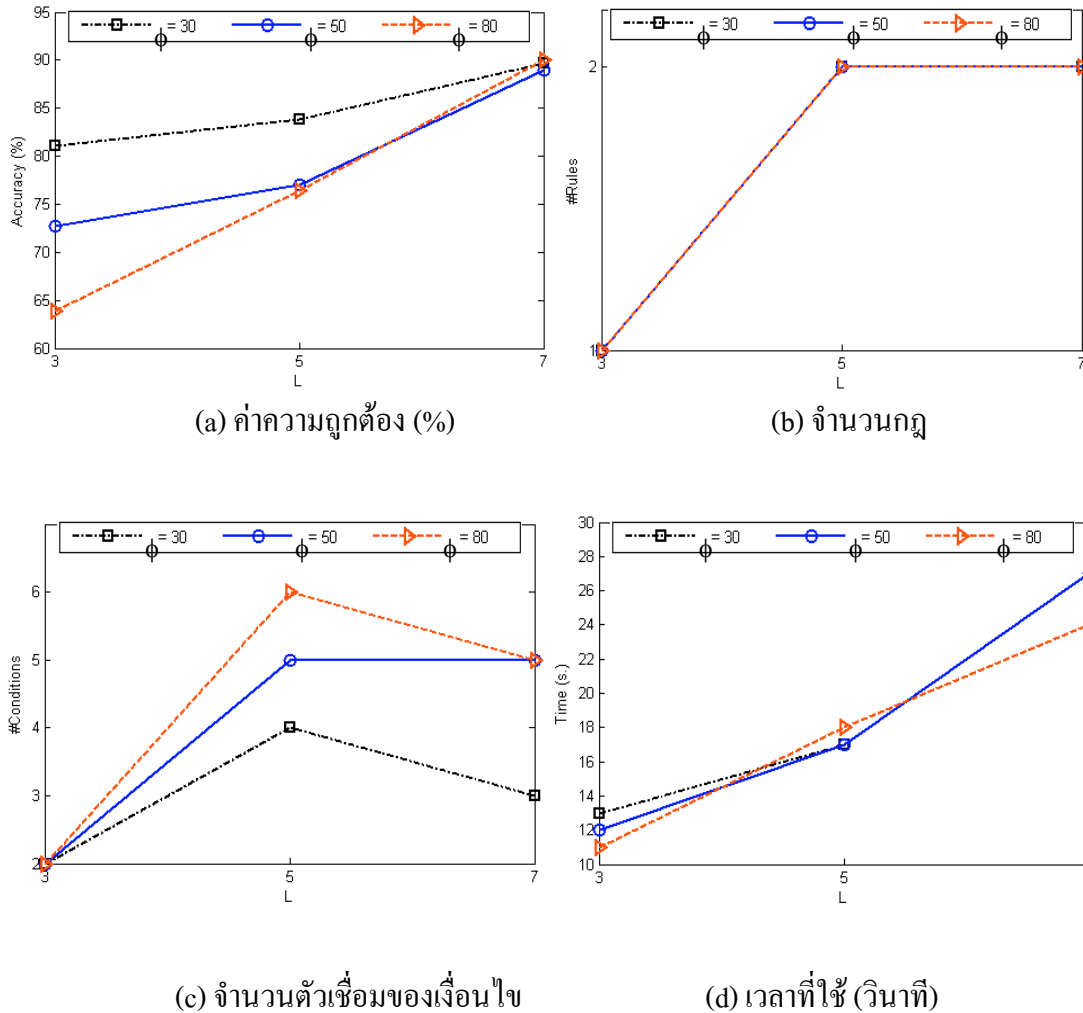 ϕ = 30 ϕ = 50 ϕ = 80
95
90
85
80
75
70
65
60
Accuracy (%)
3 5 7
L
(a) ค่าความถูกต้อง (%)
ϕ = 30 ϕ = 50 ϕ = 80
2
1
#Rules
3 5 7
L
(b) จำนวนกฎ
ϕ = 30 ϕ = 50 ϕ = 80
6
5
4
3
2
#Conditions
3 5 7
L
(c) จำนวนตัวเชื่อมของเงื่อนไข
ϕ = 30 ϕ = 50 ϕ = 80
30
28
26
24
22
20
18
16
14
12
10
Time (s.)
3 5
L
(d) เวลาที่ใช้ (วินาที)